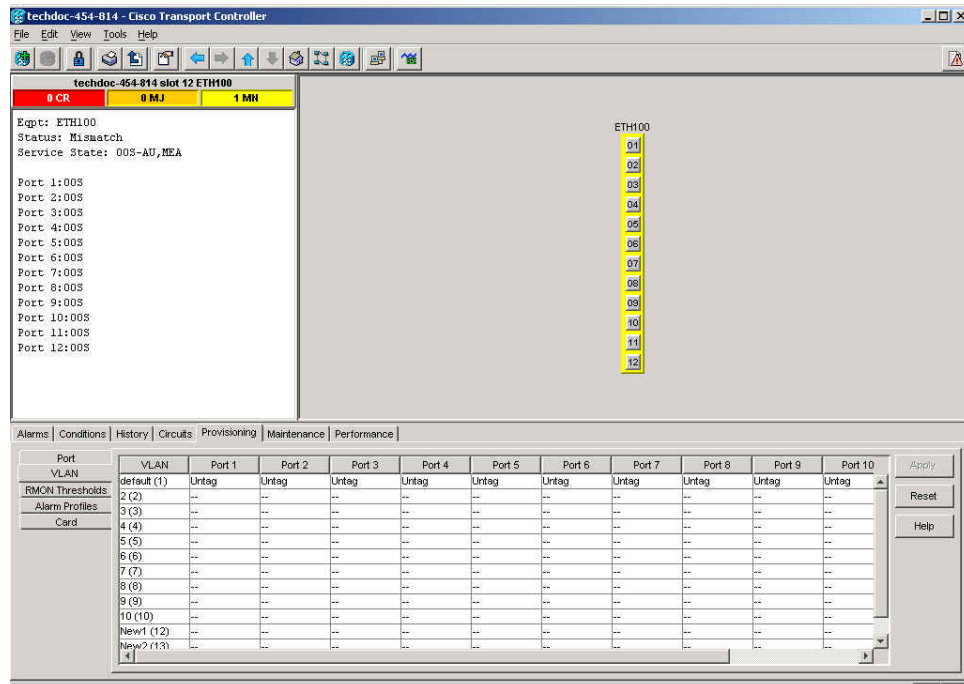 techdoc-454-814 - Cisco Transport Controller
File Edit View Tools Help
techdoc-454-814 slot 12 ETH100
0 CR 0 MJ 1 MN
Eqpt: ETH100
Status: Mismatch
Service State: OOS-AU,MEA
Port 1:OOS
Port 2:OOS
Port 3:OOS
Port 4:OOS
Port 5:OOS
Port 6:OOS
Port 7:OOS
Port 8:OOS
Port 9:OOS
Port 10:OOS
Port 11:OOS
Port 12:OOS
ETH100
01
02
03
04
05
06
07
08
09
10
11
12
Alarms Conditions History Circuits Provisioning Maintenance Performance
Port
VLAN
RMON Thresholds
Alarm Profiles
Card
VLAN Port 1 Port 2 Port 3 Port 4 Port 5 Port 6 Port 7 Port 8 Port 9 Port 10
default (1) Untag Untag Untag Untag Untag Untag Untag Untag Untag Untag
2 (2) -- -- -- -- -- -- -- -- -- --
3 (3) -- -- -- -- -- -- -- -- -- --
4 (4) -- -- -- -- -- -- -- -- -- --
5 (5) -- -- -- -- -- -- -- -- -- --
6 (6) -- -- -- -- -- -- -- -- -- --
7 (7) -- -- -- -- -- -- -- -- -- --
8 (8) -- -- -- -- -- -- -- -- -- --
9 (9) -- -- -- -- -- -- -- -- -- --
10 (10) -- -- -- -- -- -- -- -- -- --
New1 (12) -- -- -- -- -- -- -- -- -- --
New2 (13) -- -- -- -- -- -- -- -- -- --
Apply
Reset
Help